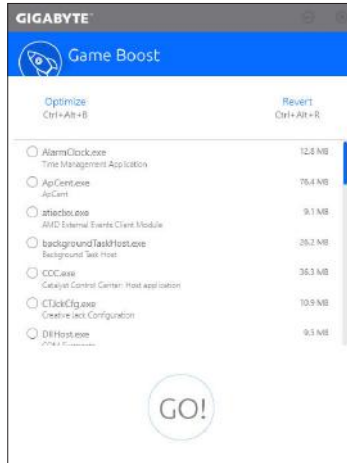 GIGABYTE™
Game Boost
Optimize
Ctrl+Alt+B
Revert
Ctrl+Alt+R
AlarmClock.exe 12.8 MB
Time Management Application
ApCent.exe 76.4 MB
ApCent
atieclxx.exe 9.1 MB
AMD External Events Client Module
backgroundTaskHost.exe 26.2 MB
Background Task Host
CCC.exe 36.3 MB
Catalyst Control Center: Host application
CTJckCfg.exe 10.9 MB
Creative Jack Configuration
DllHost.exe 9.5 MB
COM Surrogate
GO!